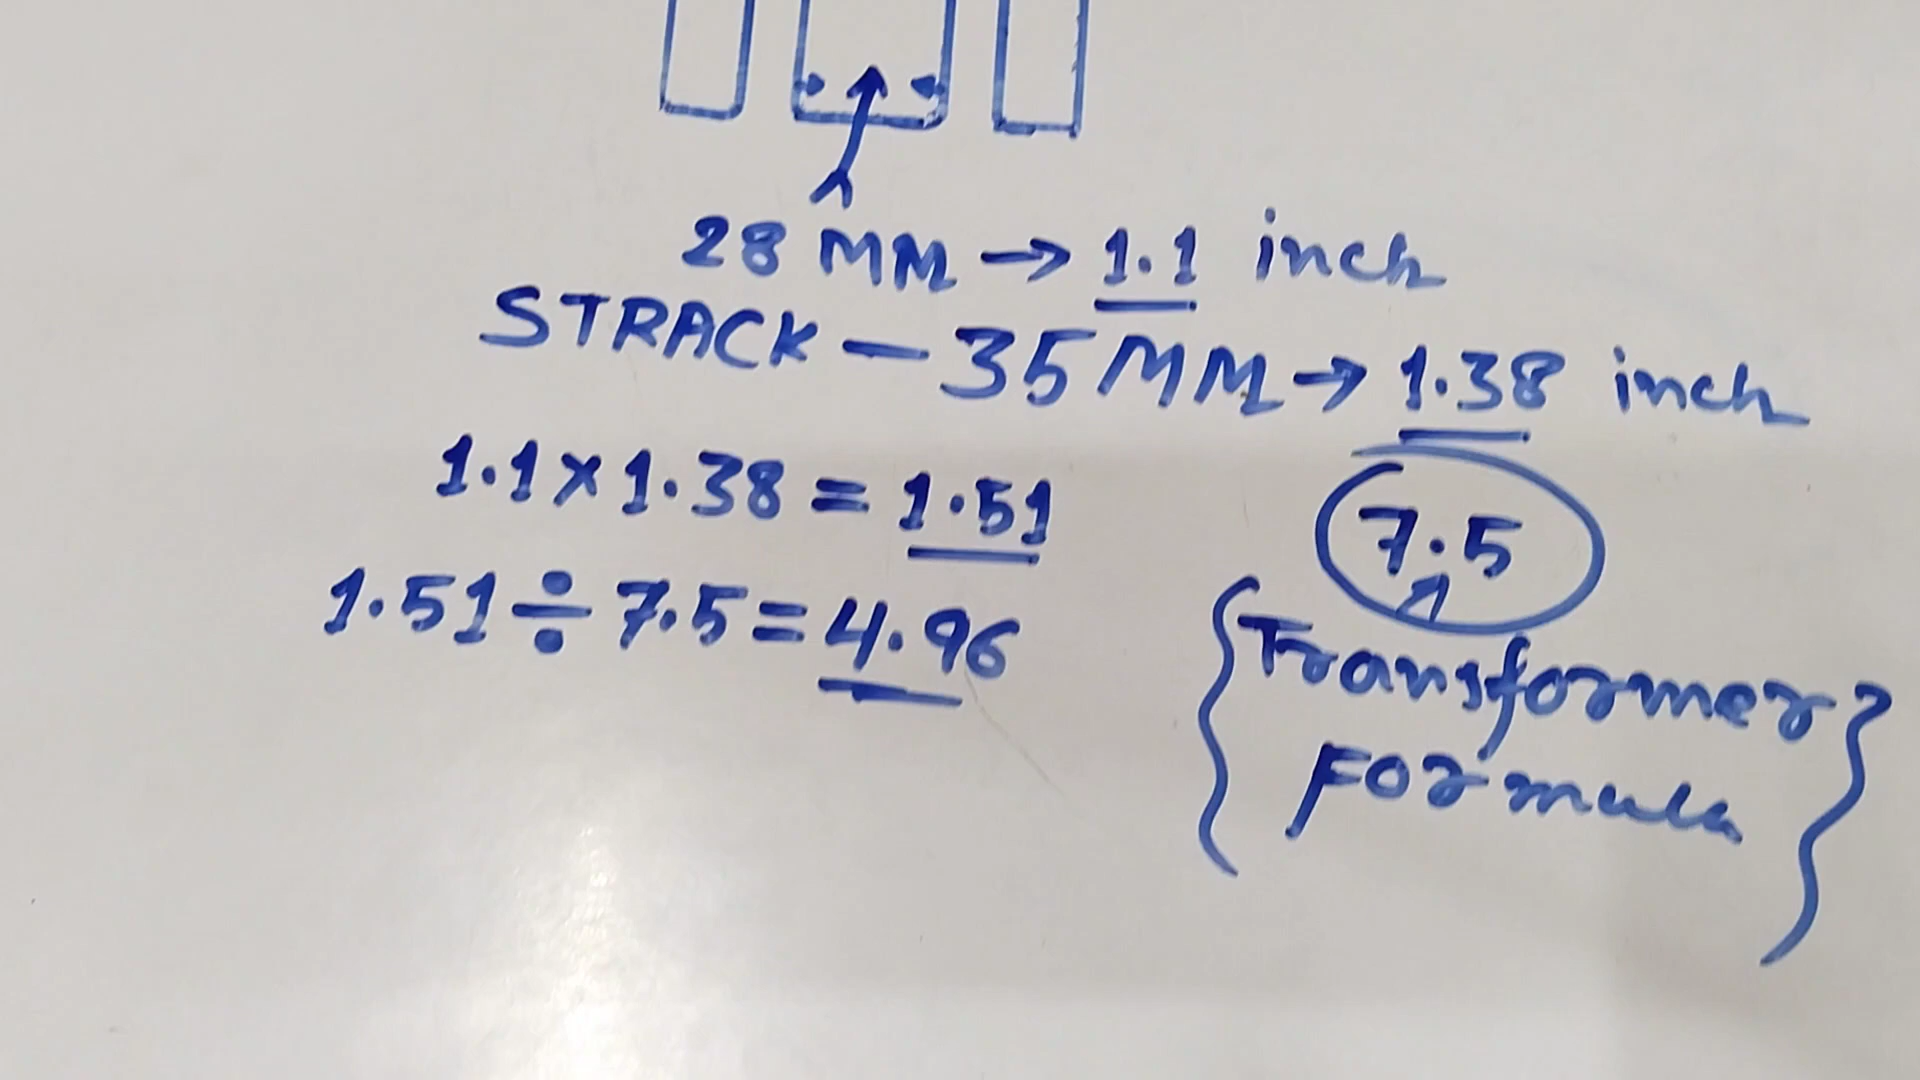 28 MM → 1.1 inch
STRACK - 35 MM → 1.38 inch
1.1 × 1.38 = 1.51
7.5
1.51 ÷ 7.5 = 4.96
{Transformer
Formula}